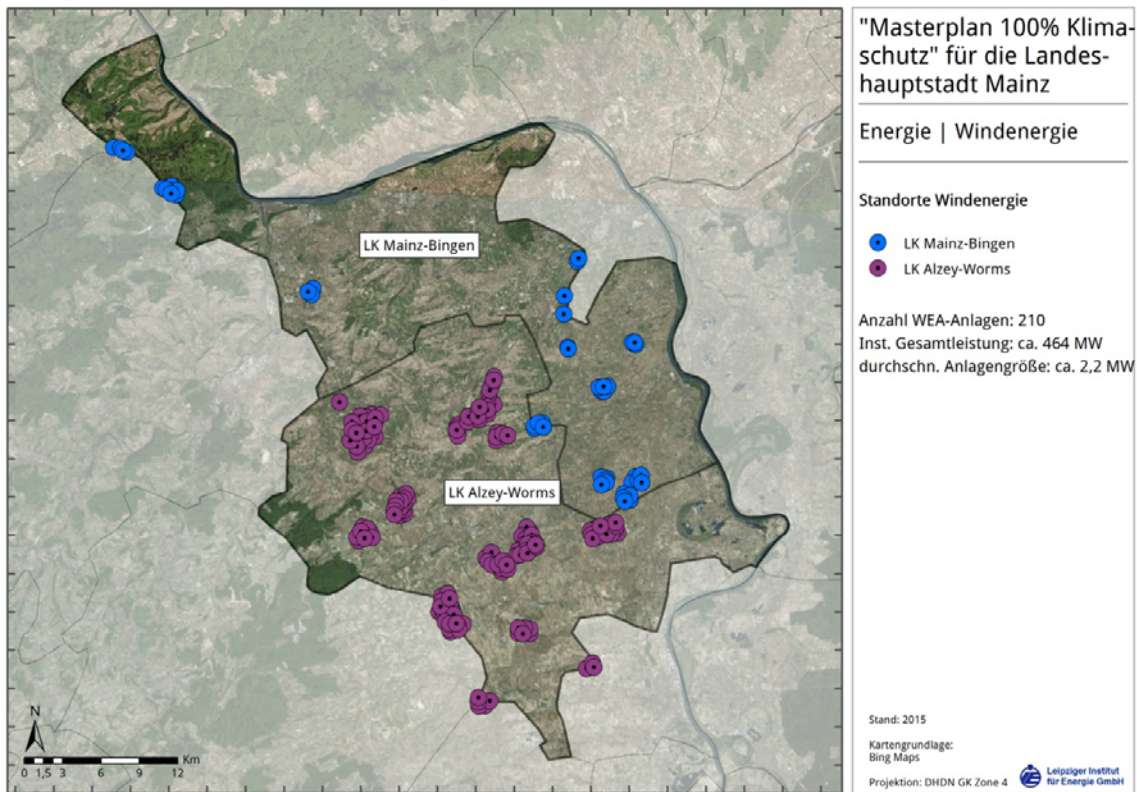 "Masterplan 100% Klima-
schutz" für die Landes-
hauptstadt Mainz
Energie | Windenergie
Standorte Windenergie
LK Mainz-Bingen
LK Alzey-Worms
Anzahl WEA-Anlagen: 210
Inst. Gesamtleistung: ca. 464 MW
durchschn. Anlagengröße: ca. 2,2 MW
LK Mainz-Bingen
LK Alzey-Worms
N
Km
0 1,5 3 6 9 12
Stand: 2015
Kartengrundlage:
Bing Maps
Projektion: DHDN GK Zone 4
Leipziger Institut
für Energie GmbH